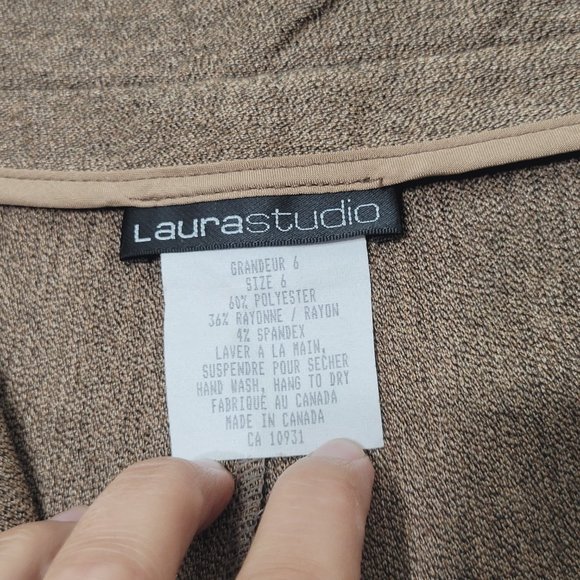 Laurastudio
GRANDEUR 6
SIZE 6
60% POLYESTER
36% RAYONNE / RAYON
4% SPANDEX
LAVER A LA MAIN,
SUSPENDRE POUR SECHER
HAND WASH, HANG TO DRY
FABRIQUÉ AU CANADA
MADE IN CANADA
CA 10931